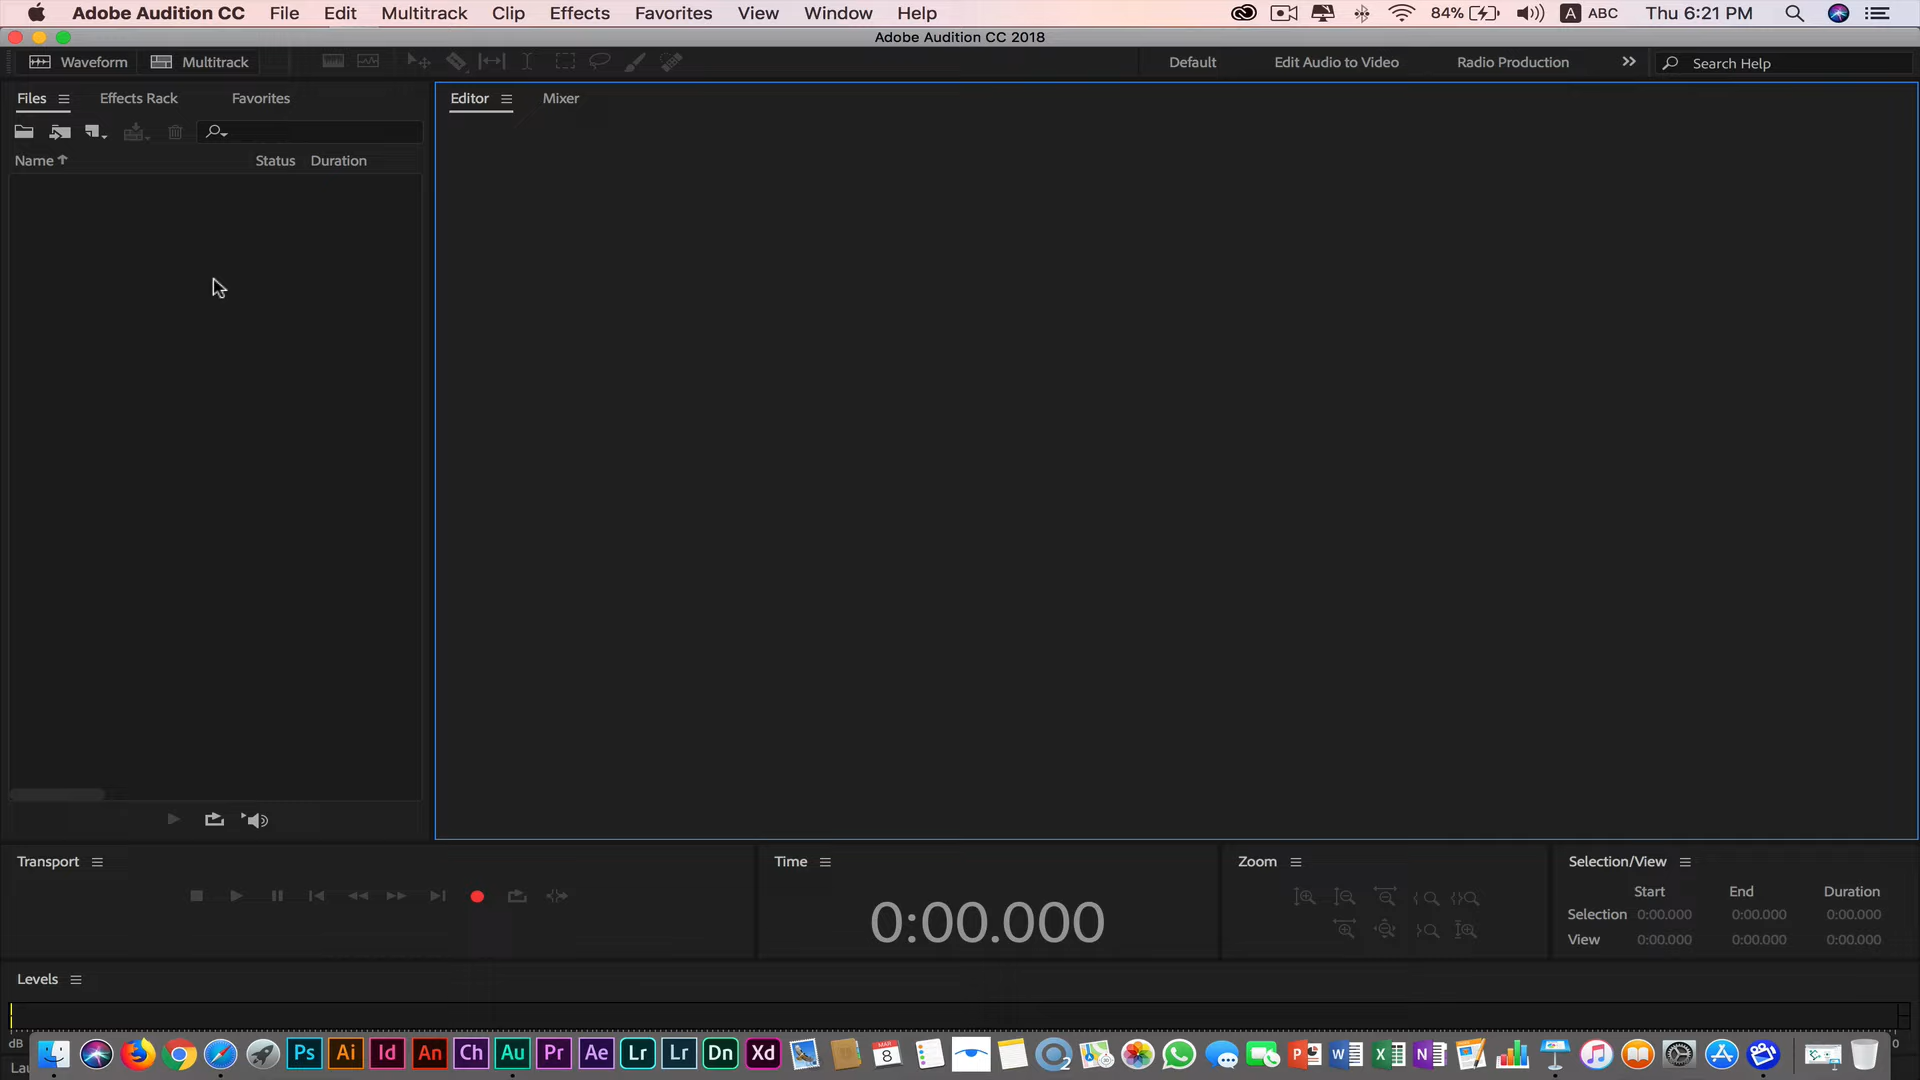 Adobe Audition CC File Edit Multitrack Clip Effects Favorites View Window Help 84% A ABC Thu 6:21 PM
Adobe Audition CC 2018
Waveform Multitrack Default Edit Audio to Video Radio Production Search Help
Files Effects Rack Favorites Editor Mixer
Name Status Duration
Transport Time Zoom Selection/View
Start End Duration
0:00.000
Selection 0:00.000 0:00.000 0:00.000
View 0:00.000 0:00.000 0:00.000
Levels
dB 0
Ps Ai Id An Ch Au Pr Ae Lr Lr Dn Xd MAR 8 2 P W X N